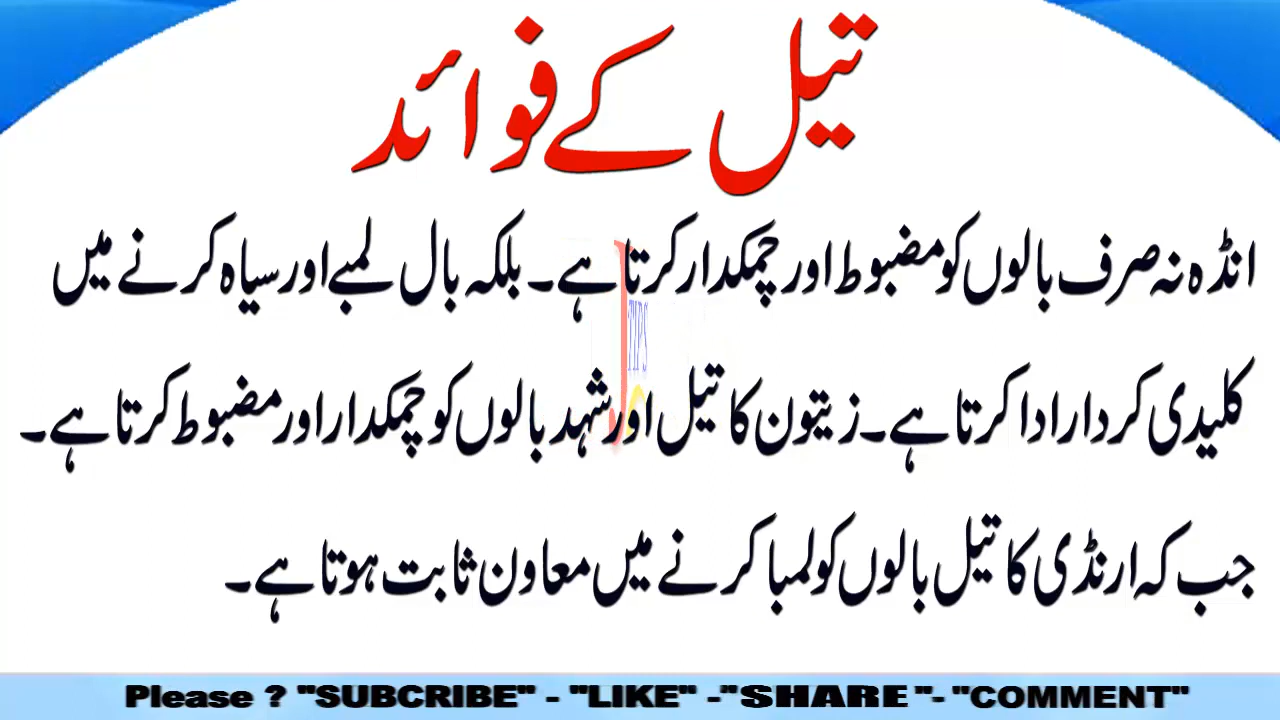 تیل کے فوائد
انڈہ نہ صرف بالوں کو مضبوط اور چمکدار کرتا ہے۔ بلکہ بال لمبے اور سیاہ کرنے میں
TIPS
کلیدی کردار ادا کرتا ہے۔ زیتون کا تیل اور شہد بالوں کو چمکدار اور مضبوط کرتا ہے۔
جب کہ ارنڈی کا تیل بالوں کو لمبا کرنے میں معاون ثابت ہوتا ہے۔
Please ? "SUBCRIBE" - "LIKE" -"SHARE "- "COMMENT"